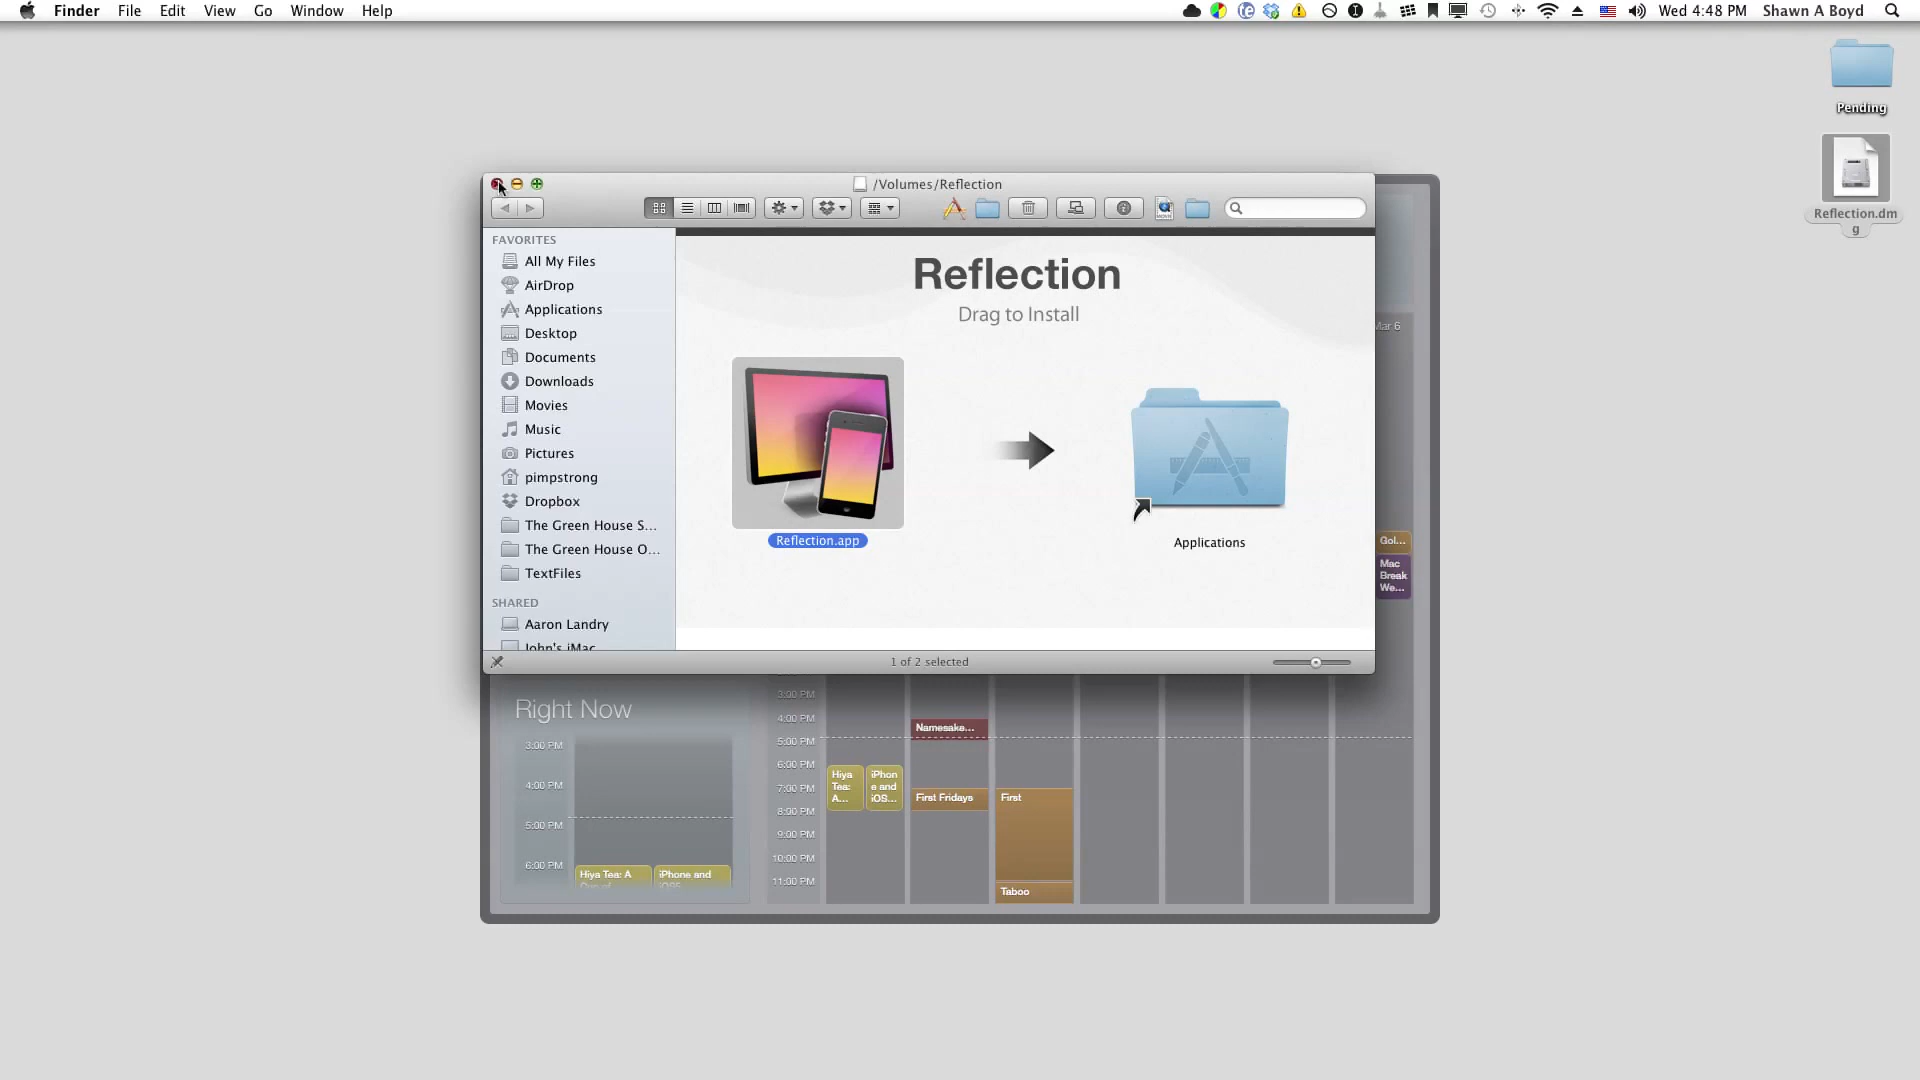 Finder File Edit View Go Window Help
Wed 4:48 PM Shawn A Boyd
Pending
Reflection.dm
g
/Volumes/Reflection
FAVORITES
All My Files
AirDrop
Applications
Desktop
Documents
Downloads
Movies
Music
Pictures
pimpstrong
Dropbox
The Green House S...
The Green House O...
TextFiles
SHARED
Aaron Landry
John's iMac
Reflection
Drag to Install
Reflection.app
Applications
1 of 2 selected
Mar 6
Gol...
Mac
Break
We...
Right Now
3:00 PM
4:00 PM
5:00 PM
6:00 PM
Hiya Tea: A
iPhone and
3:00 PM
4:00 PM
5:00 PM
6:00 PM
7:00 PM
8:00 PM
9:00 PM
10:00 PM
11:00 PM
Hiya
Tea:
A...
iPhon
e and
iOS...
Namesake...
First Fridays
First
Taboo